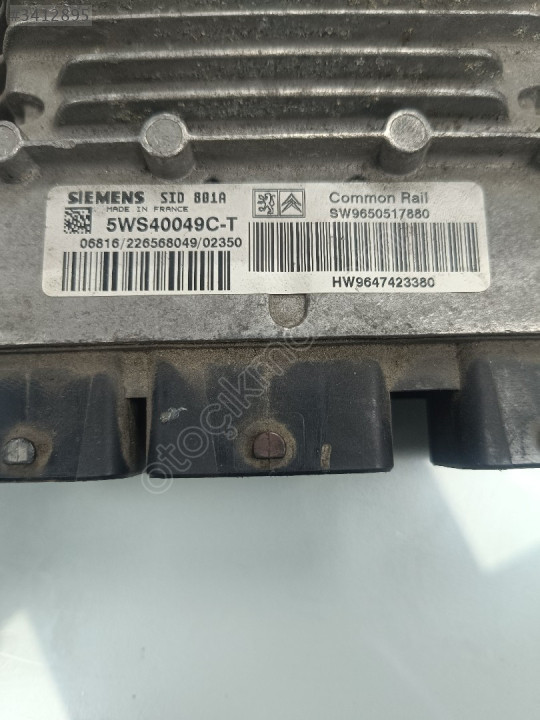 #3412895
SIEMENS SID 801A
MADE IN FRANCE
5WS40049C-T
06816/226568049/02350
Common Rail
SW9650517880
HW9647423380
otoçıkma